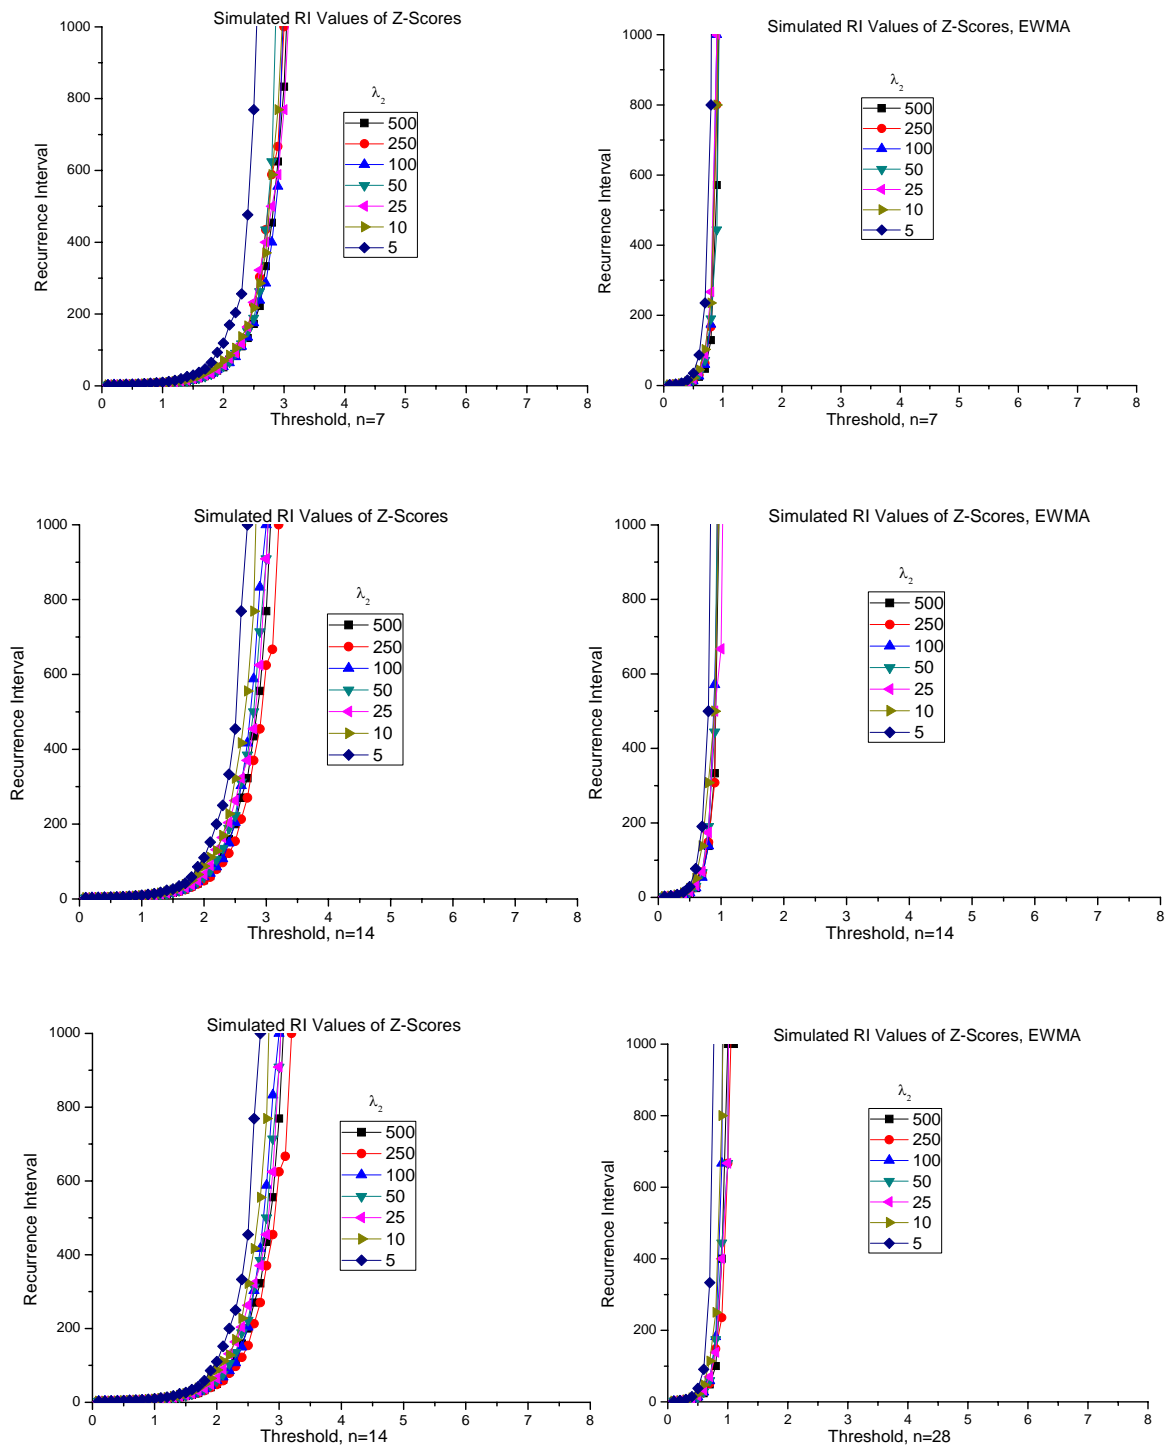 Simulated RI Values of Z-Scores
1000
800
600
400
200
0
Recurrence Interval
λ2
500
250
100
50
25
10
5
0 1 2 3 4 5 6 7 8
Threshold, n=7
Simulated RI Values of Z-Scores, EWMA
1000
800
600
400
200
0
Recurrence Interval
λ2
500
250
100
50
25
10
5
0 1 2 3 4 5 6 7 8
Threshold, n=7
Simulated RI Values of Z-Scores
1000
800
600
400
200
0
Recurrence Interval
λ2
500
250
100
50
25
10
5
0 1 2 3 4 5 6 7 8
Threshold, n=14
Simulated RI Values of Z-Scores, EWMA
1000
800
600
400
200
0
Recurrence Interval
λ2
500
250
100
50
25
10
5
0 1 2 3 4 5 6 7 8
Threshold, n=14
Simulated RI Values of Z-Scores
1000
800
600
400
200
0
Recurrence Interval
λ2
500
250
100
50
25
10
5
0 1 2 3 4 5 6 7 8
Threshold, n=14
Simulated RI Values of Z-Scores, EWMA
1000
800
600
400
200
0
Recurrence Interval
λ2
500
250
100
50
25
10
5
0 1 2 3 4 5 6 7 8
Threshold, n=28